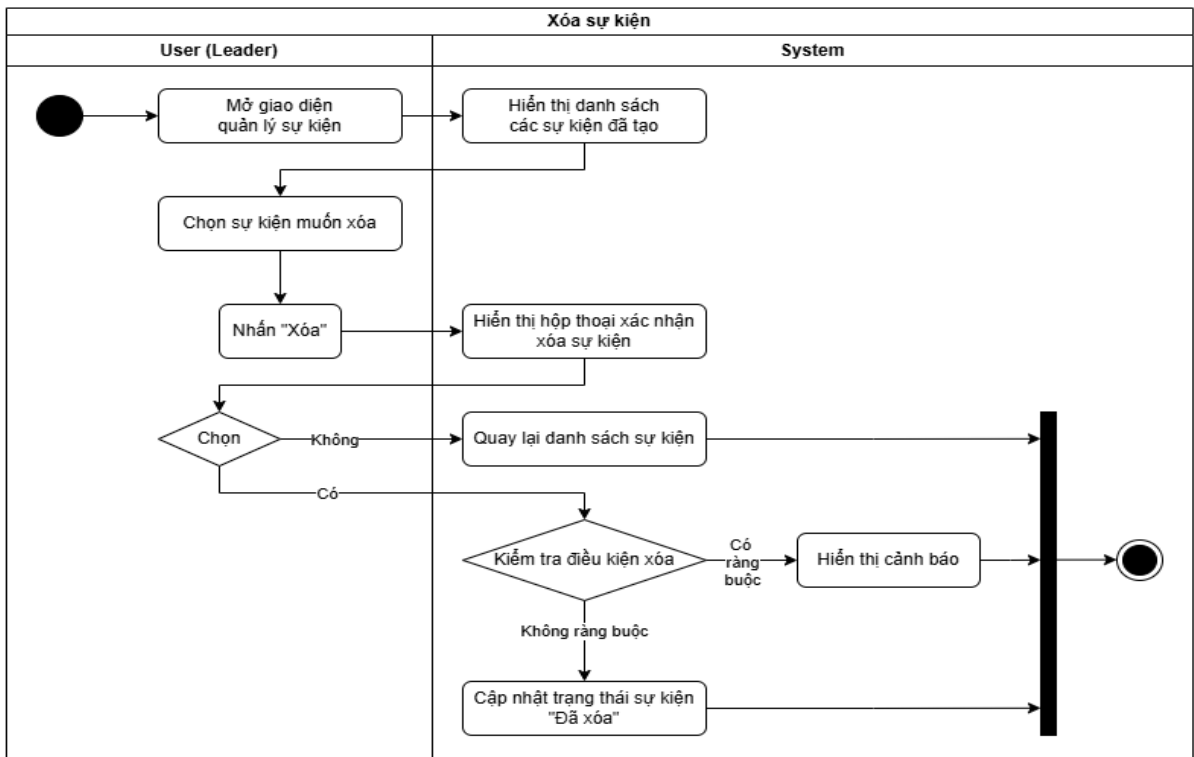 Xóa sự kiện
User (Leader)
System
Mở giao diện
quản lý sự kiện
Hiển thị danh sách
các sự kiện đã tạo
Chọn sự kiện muốn xóa
Nhấn "Xóa"
Hiển thị hộp thoại xác nhận
xóa sự kiện
Chọn
Không
Quay lại danh sách sự kiện
Có
Kiểm tra điều kiện xóa
Có
ràng
buộc
Hiển thị cảnh báo
Không ràng buộc
Cập nhật trạng thái sự kiện
"Đã xóa"